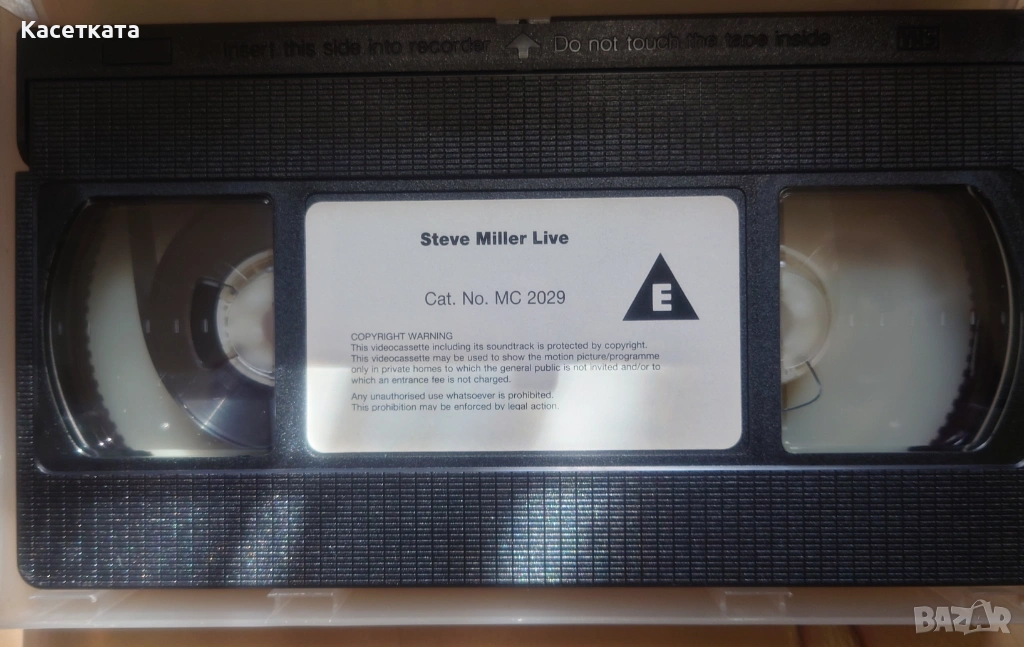 Касетката
Insert this side into recorder Do not touch the tape inside VHS
Steve Miller Live
Cat. No. MC 2029
E
COPYRIGHT WARNING
This videocassette including its soundtrack is protected by copyright.
This videocassette may be used to show the motion picture/programme
only in private homes to which the general public is not invited and/or to
which an entrance fee is not charged.
Any unauthorised use whatsoever is prohibited.
This prohibition may be enforced by legal action.
BAZAR